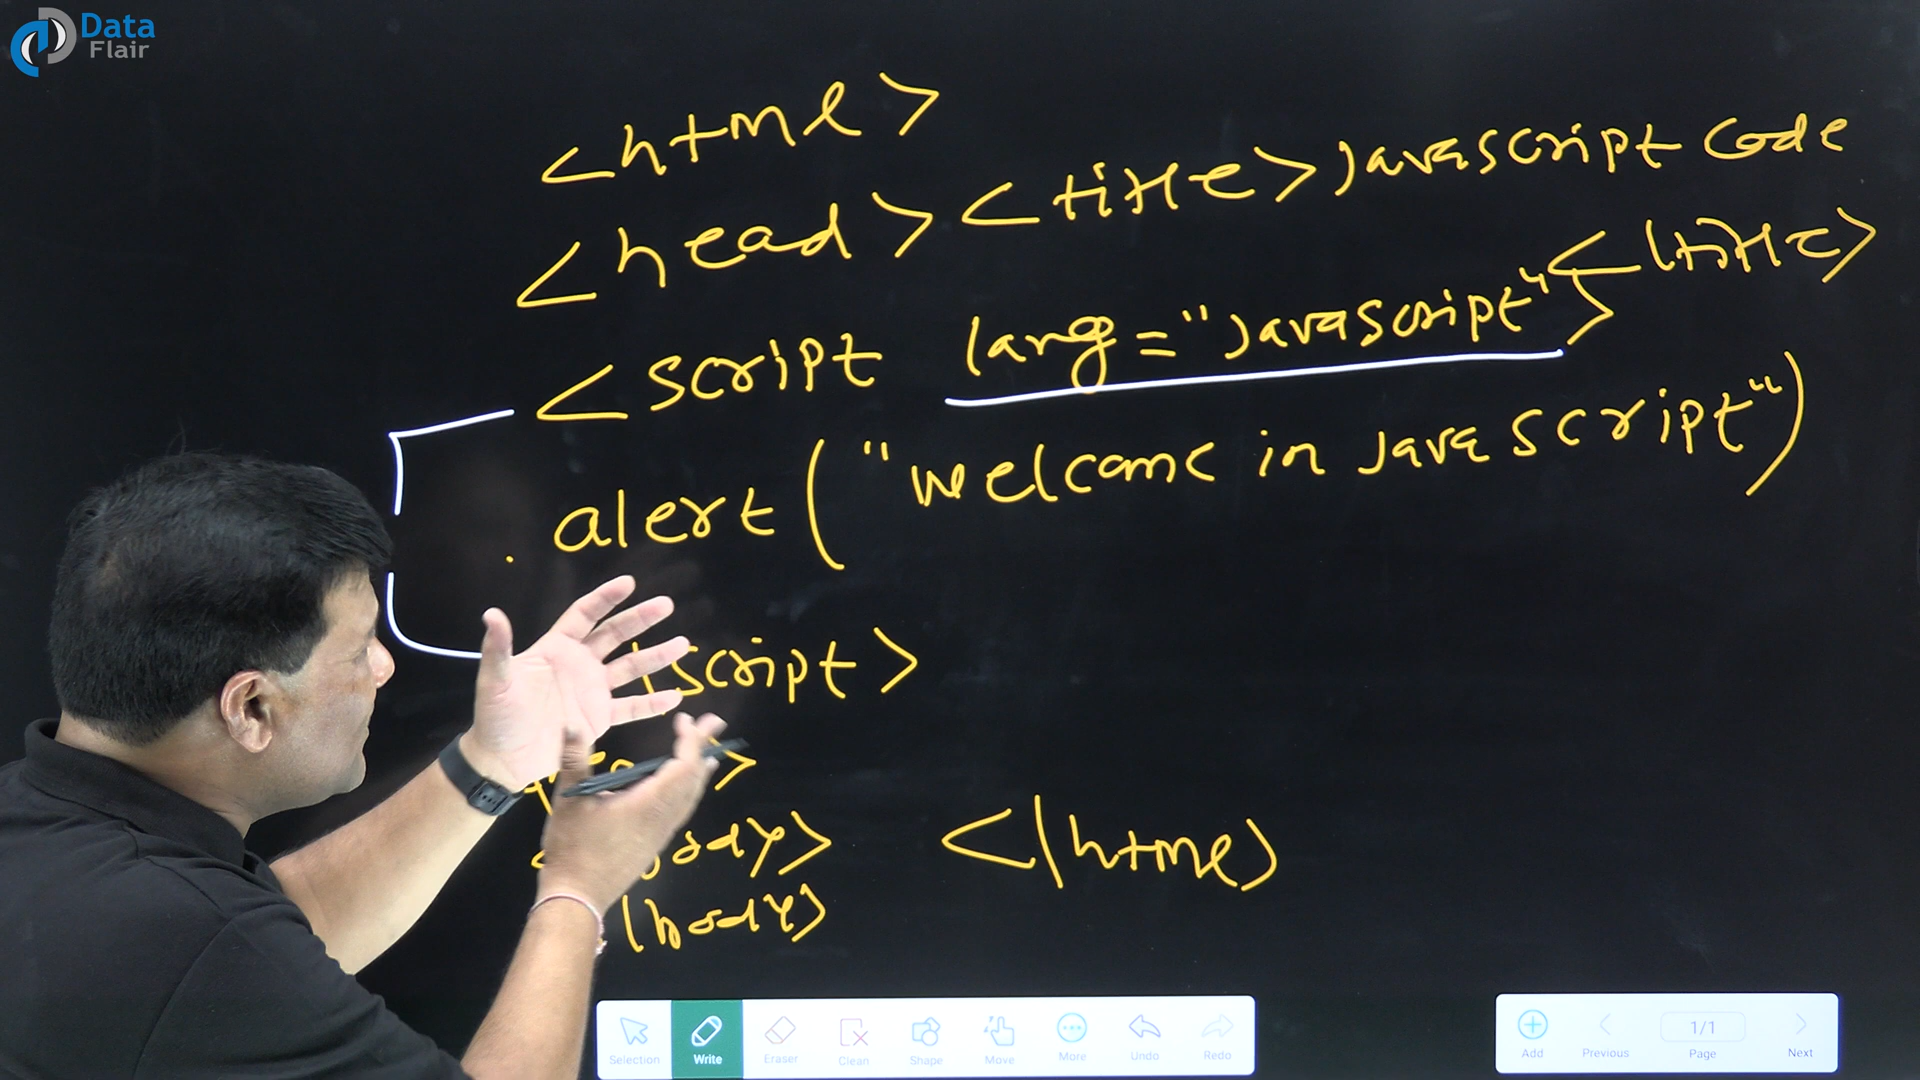 Data
Flair
<html>
<head> <title> Javascript code
</title>
<script lang="Javascript">
alert("welcome in Javascript")
/script>
body> </html>
/body>
Selection Write Eraser Clean Shape Move More Undo Redo
Add Previous 1/1 Page Next